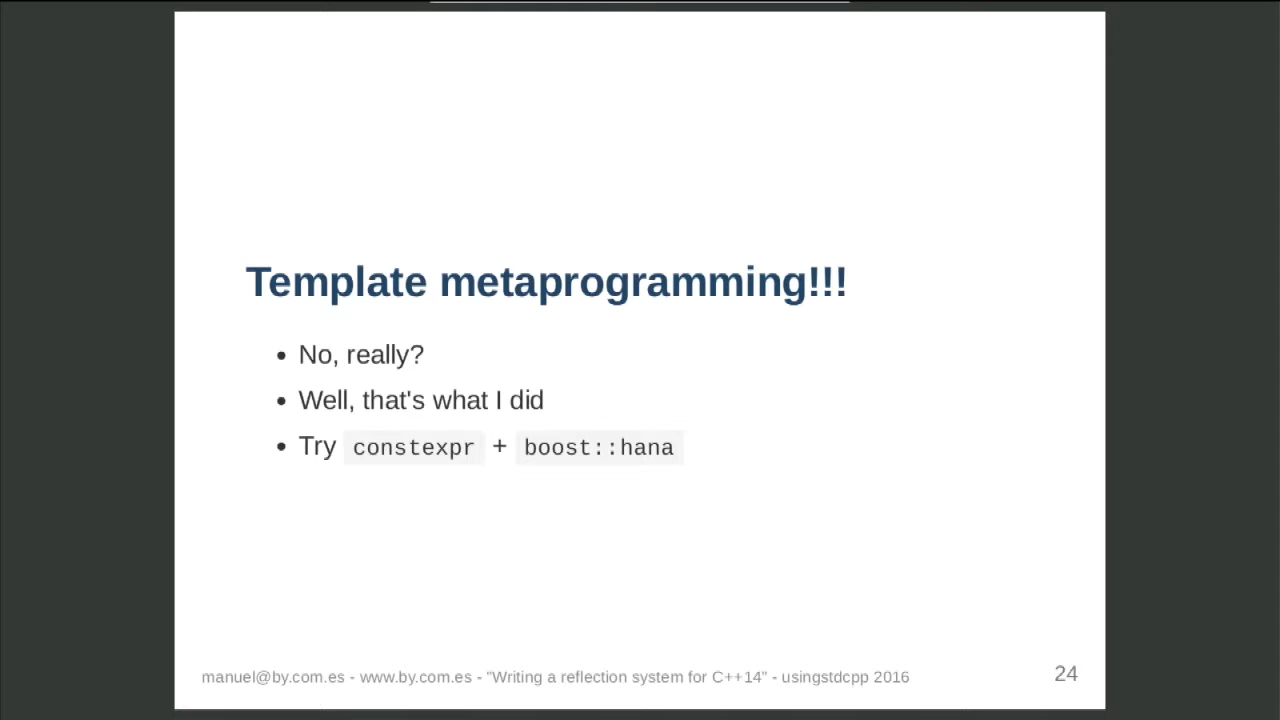 Template metaprogramming!!!
No, really?
Well, that's what I did
Try constexpr + boost::hana
manuel@by.com.es - www.by.com.es - "Writing a reflection system for C++14" - usingstdcpp 2016
24